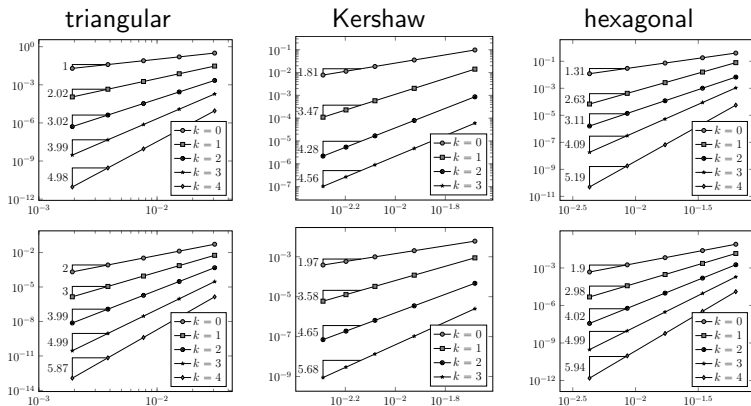 triangular Kershaw hexagonal
10^0
10^-3
10^-6
10^-9
10^-12
10^-3 10^-2
1
2.02
3.02
3.99
4.98
k = 0
k = 1
k = 2
k = 3
k = 4
10^-1
10^-2
10^-3
10^-4
10^-5
10^-6
10^-7
10^-2.2 10^-2 10^-1.8
1.81
3.47
4.28
4.56
k = 0
k = 1
k = 2
k = 3
10^-1
10^-3
10^-5
10^-7
10^-9
10^-11
10^-2.5 10^-2 10^-1.5
1.31
2.63
3.11
4.09
5.19
k = 0
k = 1
k = 2
k = 3
k = 4
10^-2
10^-5
10^-8
10^-11
10^-14
10^-3 10^-2
2
3
3.99
4.99
5.87
k = 0
k = 1
k = 2
k = 3
k = 4
10^-3
10^-5
10^-7
10^-9
10^-2.2 10^-2 10^-1.8
1.97
3.58
4.65
5.68
k = 0
k = 1
k = 2
k = 3
10^-3
10^-6
10^-9
10^-12
10^-2.5 10^-2 10^-1.5
1.9
2.98
4.02
4.99
5.94
k = 0
k = 1
k = 2
k = 3
k = 4